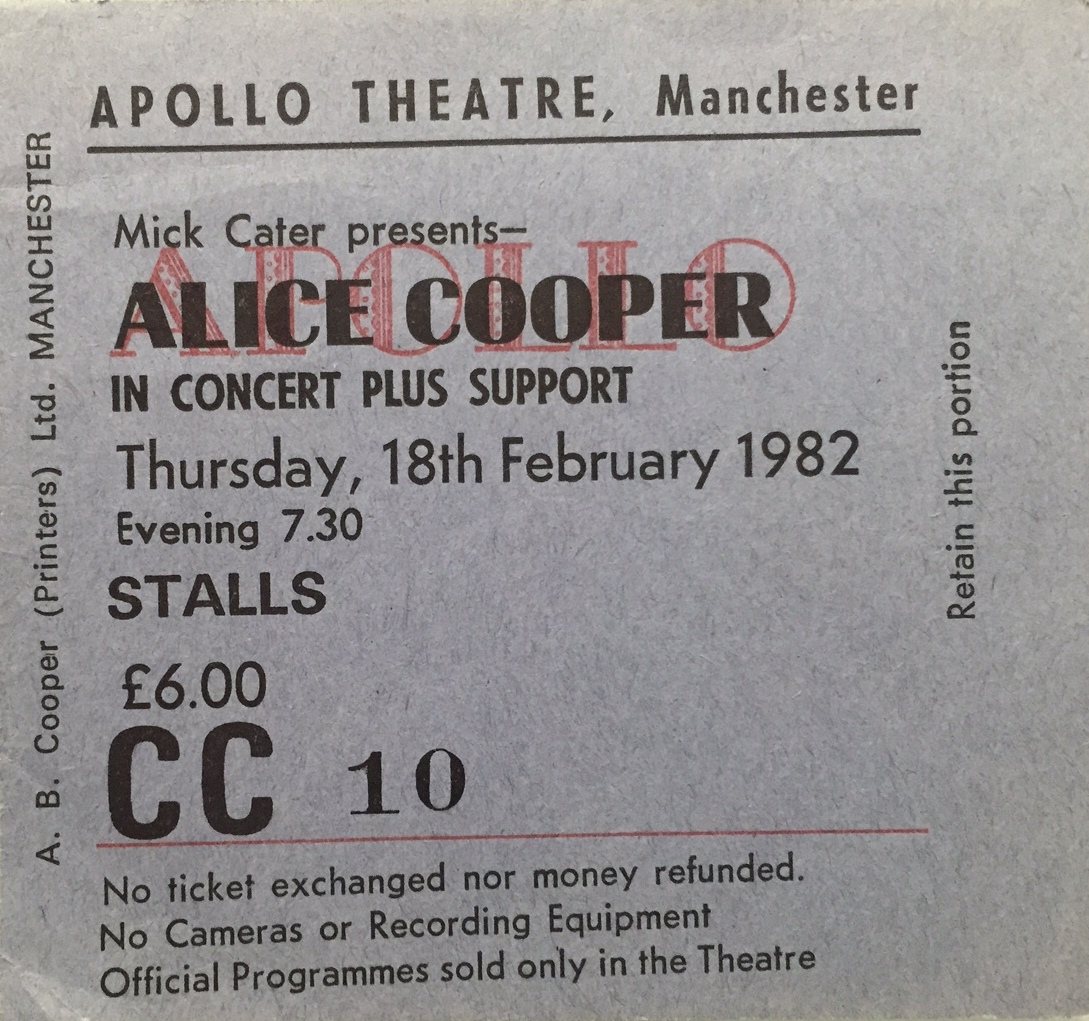 APOLLO THEATRE, Manchester
Mick Cater presents–
APOLLO
ALICE COOPER
IN CONCERT PLUS SUPPORT
Thursday, 18th February 1982
Evening 7.30
STALLS
£6.00
CC 10
No ticket exchanged nor money refunded.
No Cameras or Recording Equipment
Official Programmes sold only in the Theatre
A. B. Cooper (Printers) Ltd. MANCHESTER
Retain this portion